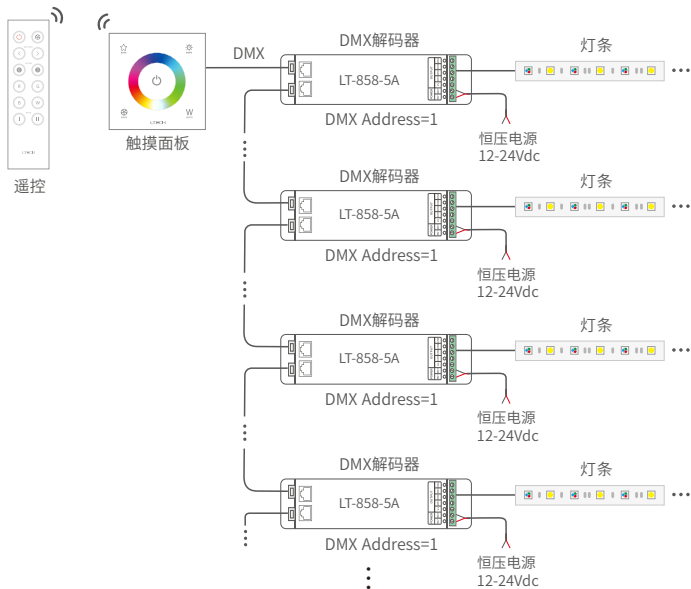 DMX
DMX解码器
灯条
LT-858-5A
W
LTECH
DMX Address=1
触摸面板
恒压电源
12-24Vdc
遥控
DMX解码器
灯条
LT-858-5A
DMX Address=1
恒压电源
12-24Vdc
DMX解码器
灯条
LT-858-5A
DMX Address=1
恒压电源
12-24Vdc
DMX解码器
灯条
LT-858-5A
DMX Address=1
恒压电源
12-24Vdc